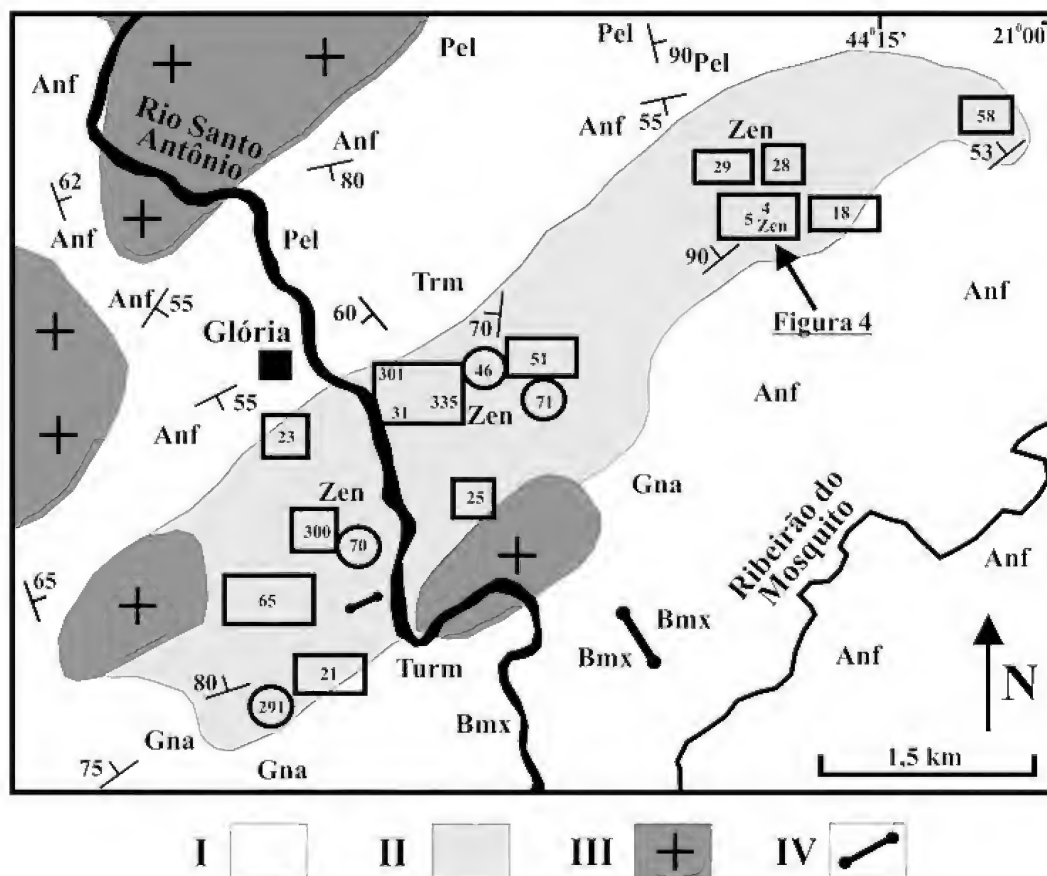 44°15' 21°00'
Pel Pel
90 Pel
Anf
Rio Santo
Antônio
Anf
80
Anf
55
Zen
58
53
29 28
62
Anf
5 4
Zen
18
Pel
90
Anf
55
Trm
Anf
60
70
Figura 4
Glória
301
335
31
46
51
Zen
71
Anf
55
Anf
23
Zen
25
Gna
300
70
Ribeirão do
Mosquito
Anf
65
65
Bmx
Bmx
Anf
N
80
21
Turm
291
Bmx
Gna
Gna
75
1,5 km
I II III IV